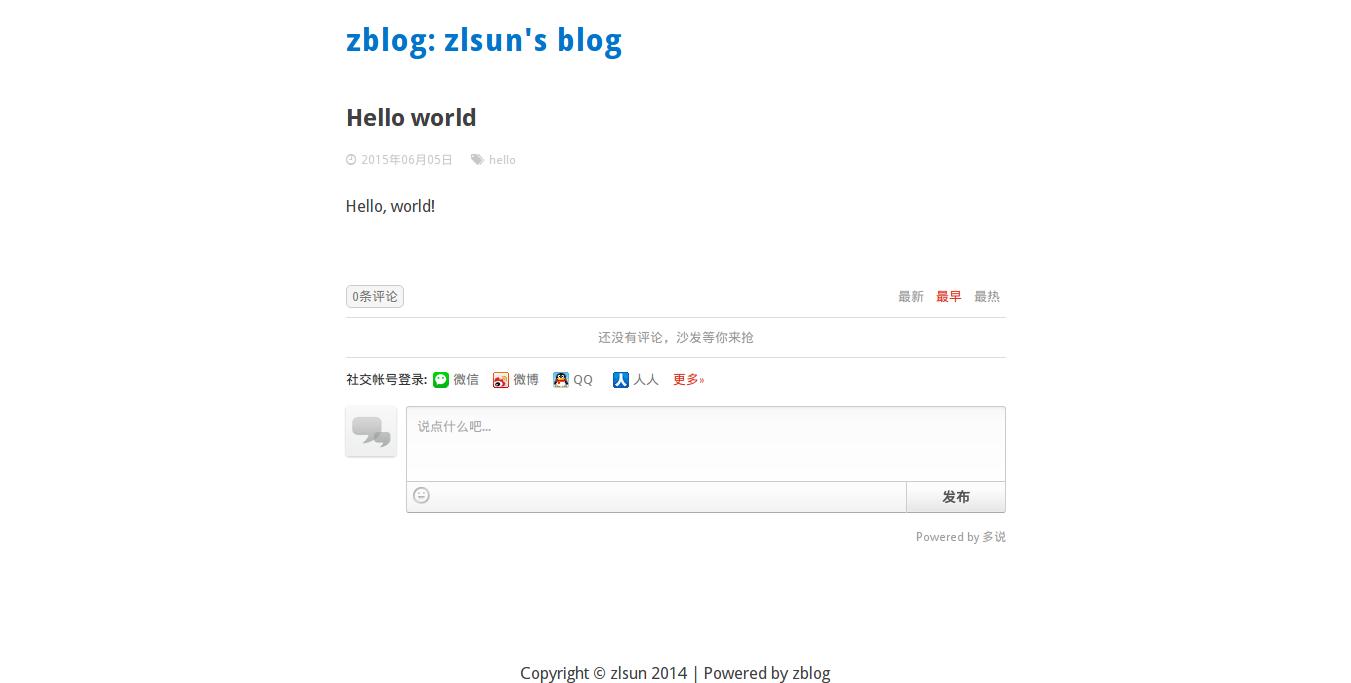 zblog: zlsun's blog
Hello world
2015年06月05日 hello
Hello, world!
0条评论 最新 最早 最热
还没有评论，沙发等你来抢
社交帐号登录: 微信 微博 QQ 人人 更多»
说点什么吧...
发布
Powered by 多说
Copyright © zlsun 2014 | Powered by zblog